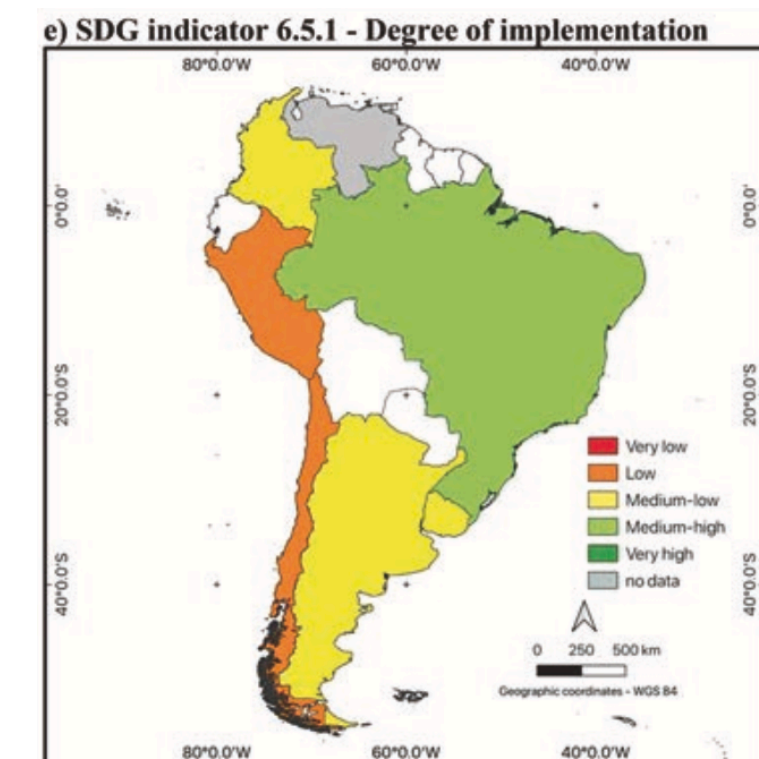 e) SDG indicator 6.5.1 - Degree of implementation
80°0.0'W 60°0.0'W 40°0.0'W
0°0.0' 0°0.0'
20°0.0'S 20°0.0'S
Very low
Low
Medium-low
Medium-high
Very high
no data
40°0.0'S 40°0.0'S
0 250 500 km
Geographic coordinates - WGS 84
80°0.0'W 60°0.0'W 40°0.0'W